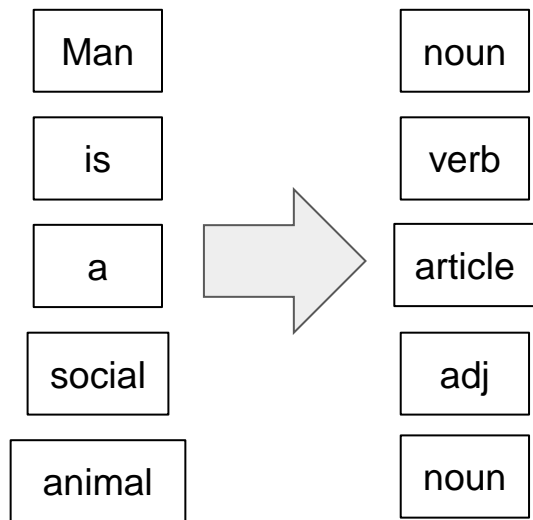 Man
is
a
social
animal
noun
verb
article
adj
noun